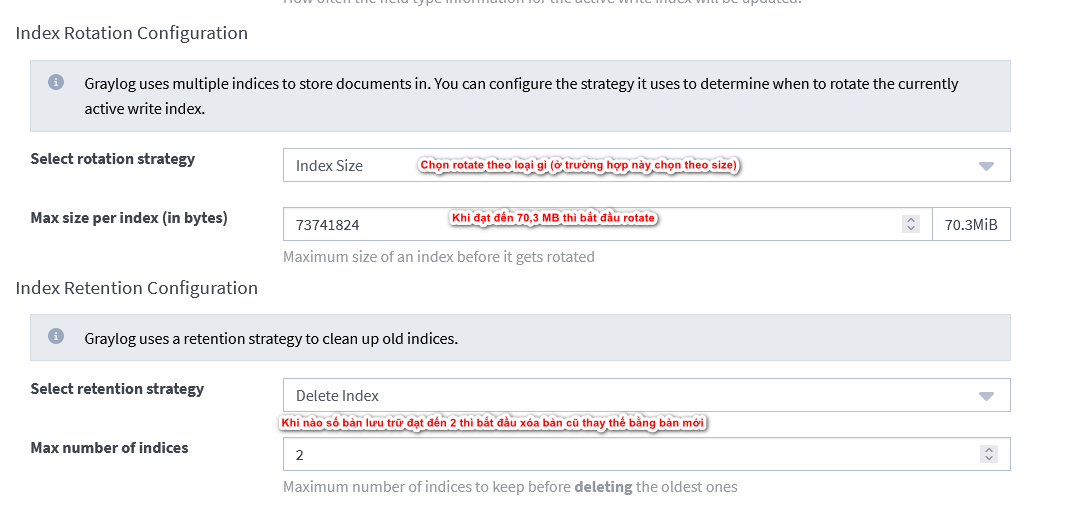 How often the field type information for the active write index will be updated.
Index Rotation Configuration
Graylog uses multiple indices to store documents in. You can configure the strategy it uses to determine when to rotate the currently
active write index.
Select rotation strategy
Index Size
Chọn rotate theo loại gì (ở trường hợp này chọn theo size)
Max size per index (in bytes)
73741824
Khi đạt đến 70,3 MB thì bắt đầu rotate
70.3MiB
Maximum size of an index before it gets rotated
Index Retention Configuration
Graylog uses a retention strategy to clean up old indices.
Select retention strategy
Delete Index
Khi nào số bản lưu trữ đạt đến 2 thì bắt đầu xóa bản cũ thay thế bằng bản mới
Max number of indices
2
Maximum number of indices to keep before deleting the oldest ones